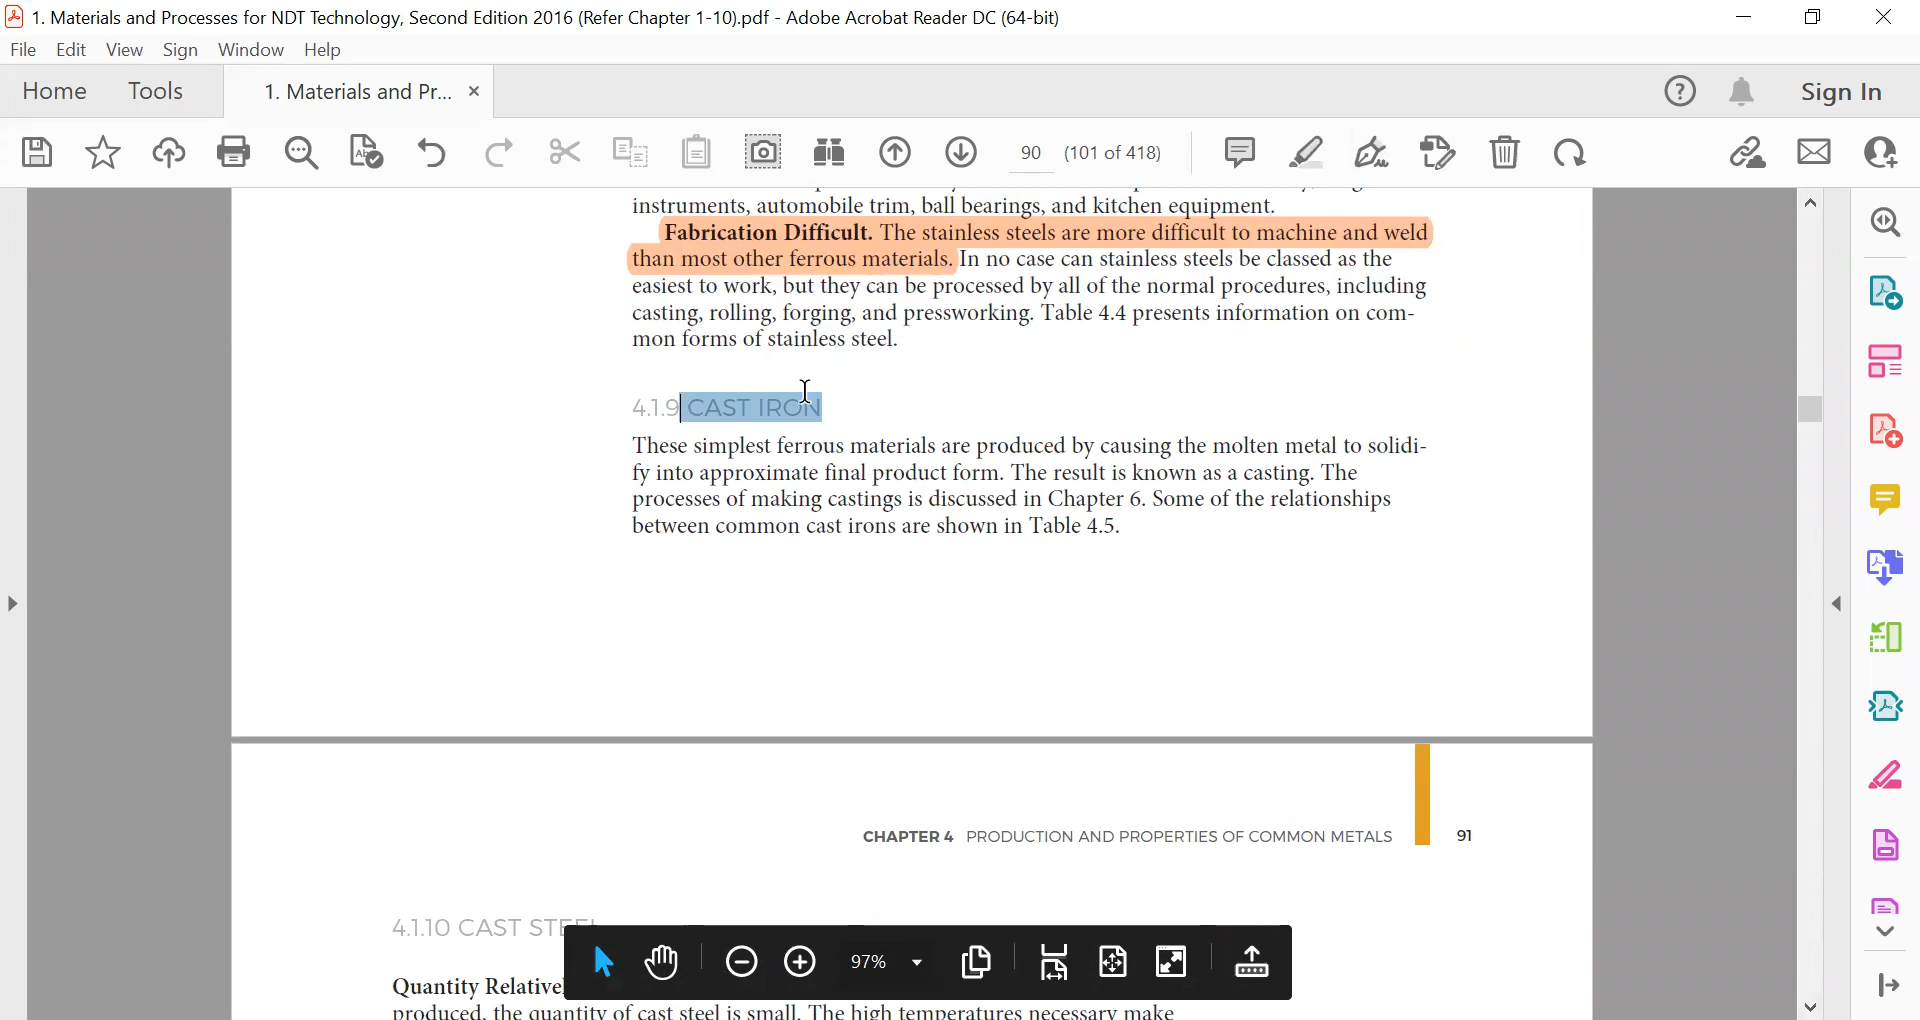 1. Materials and Processes for NDT Technology, Second Edition 2016 (Refer Chapter 1-10).pdf - Adobe Acrobat Reader DC (64-bit)
File Edit View Sign Window Help
Home Tools 1. Materials and Pr... × Sign In
90 (101 of 418)
instruments, automobile trim, ball bearings, and kitchen equipment.
Fabrication Difficult. The stainless steels are more difficult to machine and weld
than most other ferrous materials. In no case can stainless steels be classed as the
easiest to work, but they can be processed by all of the normal procedures, including
casting, rolling, forging, and pressworking. Table 4.4 presents information on com-
mon forms of stainless steel.
4.1.9 CAST IRON
These simplest ferrous materials are produced by causing the molten metal to solidi-
fy into approximate final product form. The result is known as a casting. The
processes of making castings is discussed in Chapter 6. Some of the relationships
between common cast irons are shown in Table 4.5.
CHAPTER 4 PRODUCTION AND PROPERTIES OF COMMON METALS 91
4.1.10 CAST STEEL
97%
Quantity Relative
produced, the quantity of cast steel is small. The high temperatures necessary make